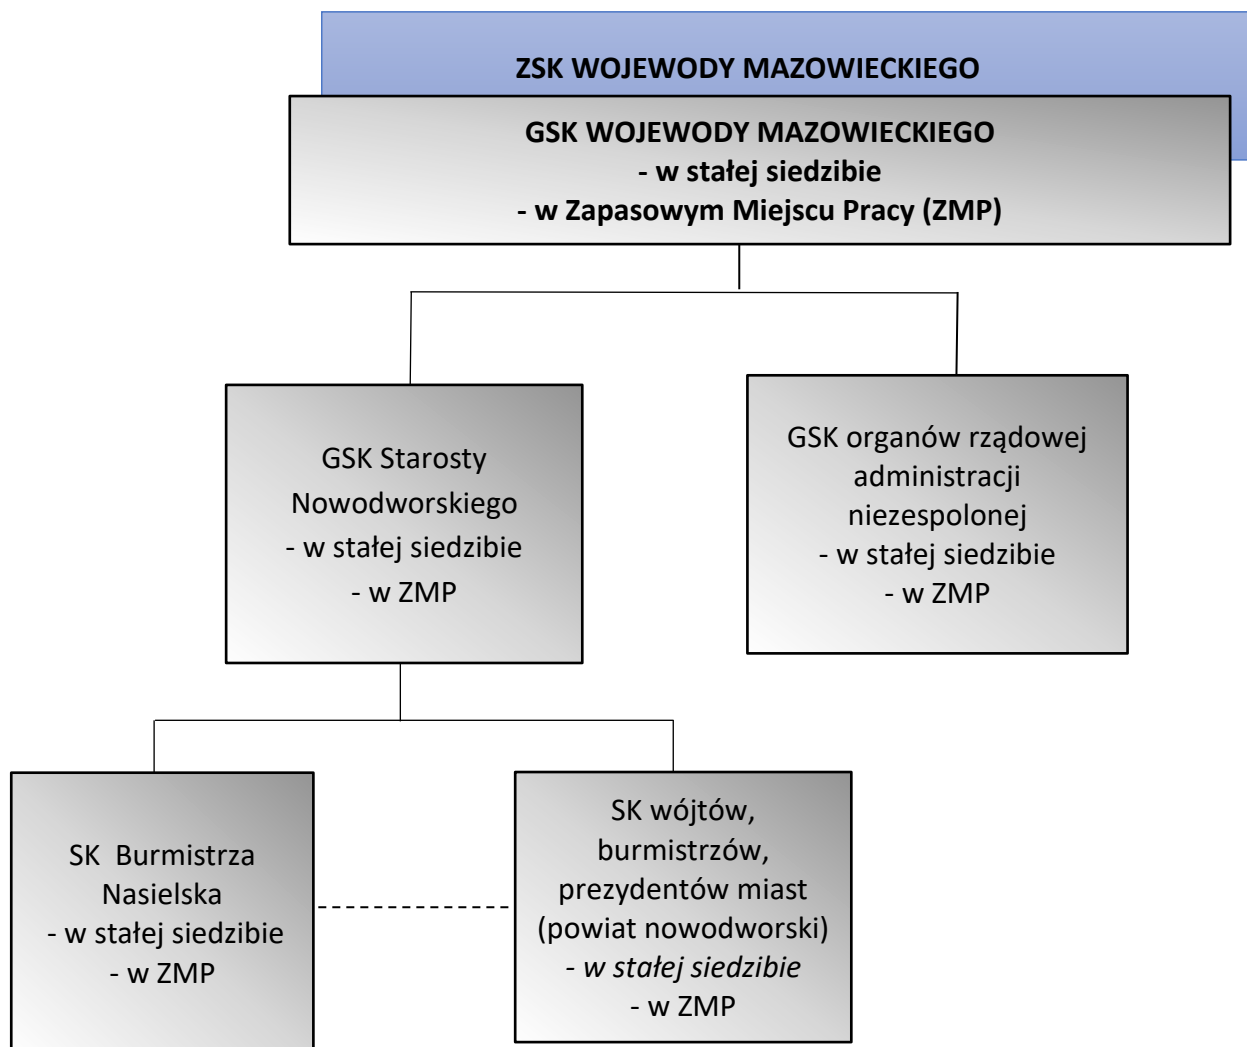 ZSK WOJEWODY MAZOWIECKIEGO
GSK WOJEWODY MAZOWIECKIEGO
- w stałej siedzibie
- w Zapasowym Miejscu Pracy (ZMP)
GSK Starosty
Nowodworskiego
- w stałej siedzibie
- w ZMP
GSK organów rządowej
administracji
niezespolonej
- w stałej siedzibie
- w ZMP
SK Burmistrza
Nasielska
- w stałej siedzibie
- w ZMP
SK wójtów,
burmistrzów,
prezydentów miast
(powiat nowodworski)
- w stałej siedzibie
- w ZMP